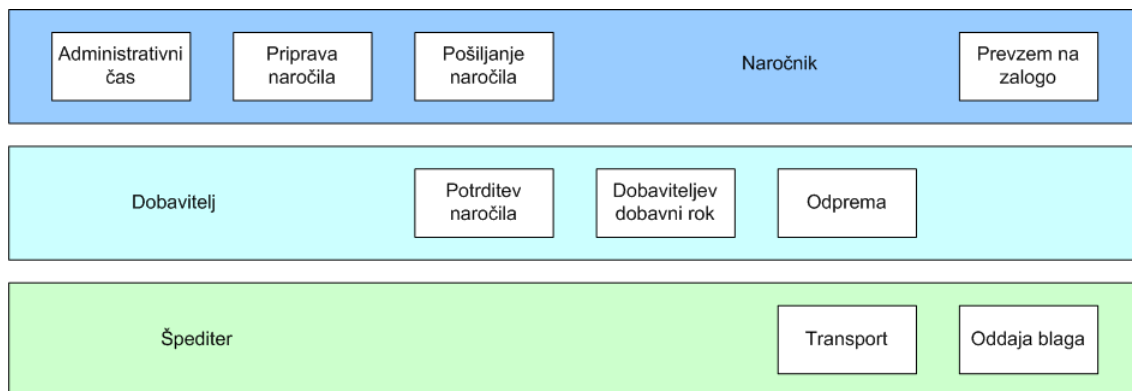 Administrativni
čas
Priprava
naročila
Pošiljanje
naročila
Naročnik
Prevzem na
zalogo
Dobavitelj
Potrditev
naročila
Dobaviteljev
dobavni rok
Odprema
Špediter
Transport
Oddaja blaga